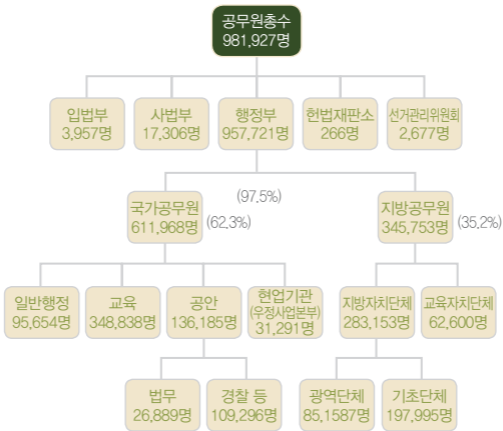 공무원총수
981,927명
입법부
3,957명
사법부
17,306명
행정부
957,721명
헌법재판소
266명
선거관리위원회
2,677명
(97.5%)
국가공무원
611,968명
(62.3%)
지방공무원
345,753명
(35.2%)
일반행정
95,654명
교육
348,838명
공안
136,185명
현업기관
(우정사업본부)
31,291명
지방자치단체
283,153명
교육자치단체
62,600명
법무
26,889명
경찰 등
109,296명
광역단체
85,1587명
기초단체
197,995명